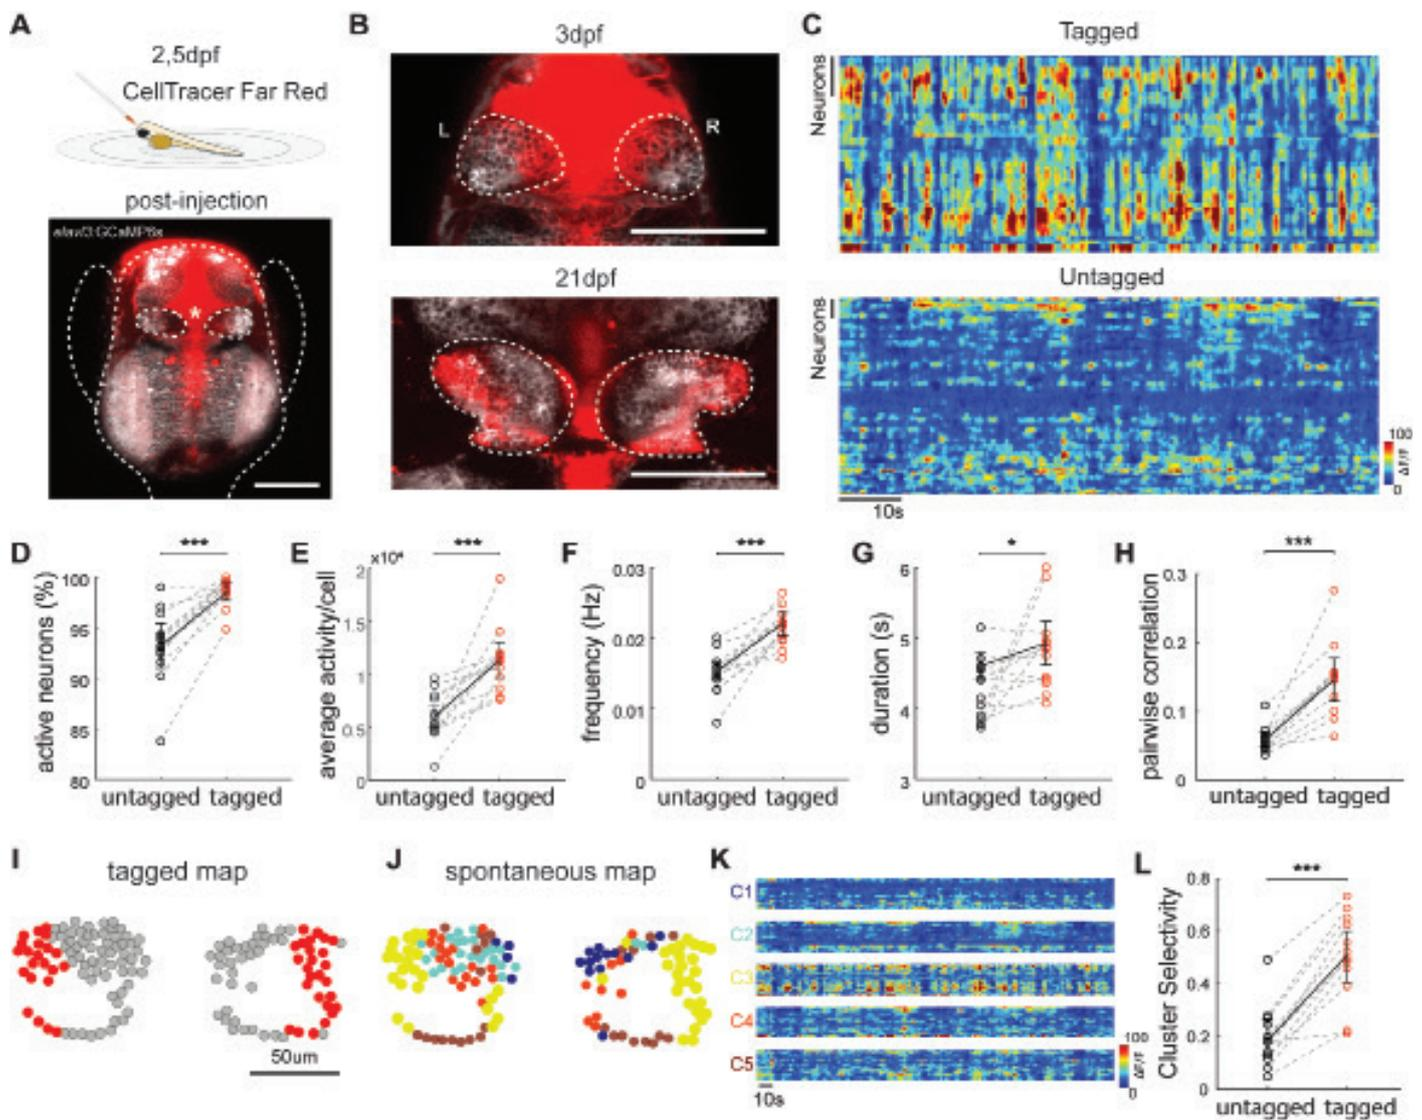 A
2,5dpf
CellTracer Far Red
post-injection
elavl3:GCaMP6s
*
B
3dpf
L
R
21dpf
C
Tagged
Neurons
Untagged
Neurons
100
ΔF/F
0
10s
D
***
active neurons (%)
100
95
90
85
80
untagged tagged
E
***
x10⁴
average activity/cell
2
1.5
1
0.5
0
untagged tagged
F
***
frequency (Hz)
0.03
0.02
0.01
0
untagged tagged
G
*
duration (s)
6
5
4
3
untagged tagged
H
***
pairwise correlation
0.3
0.2
0.1
0
untagged tagged
I
tagged map
50um
J
spontaneous map
K
C1
C2
C3
C4
C5
100
ΔF/F
0
10s
L
***
Cluster Selectivity
0.8
0.6
0.4
0.2
0
untagged tagged